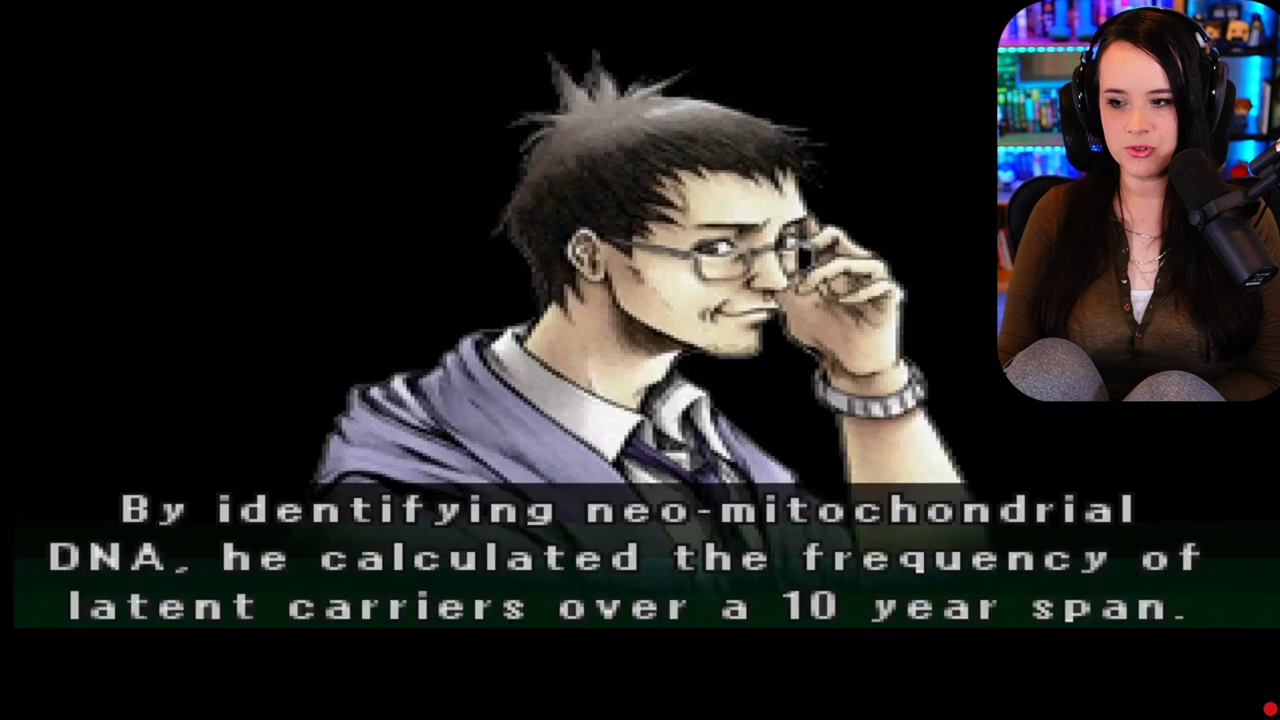 By identifying neo-mitochondrial
DNA, he calculated the frequency of
latent carriers over a 10 year span.